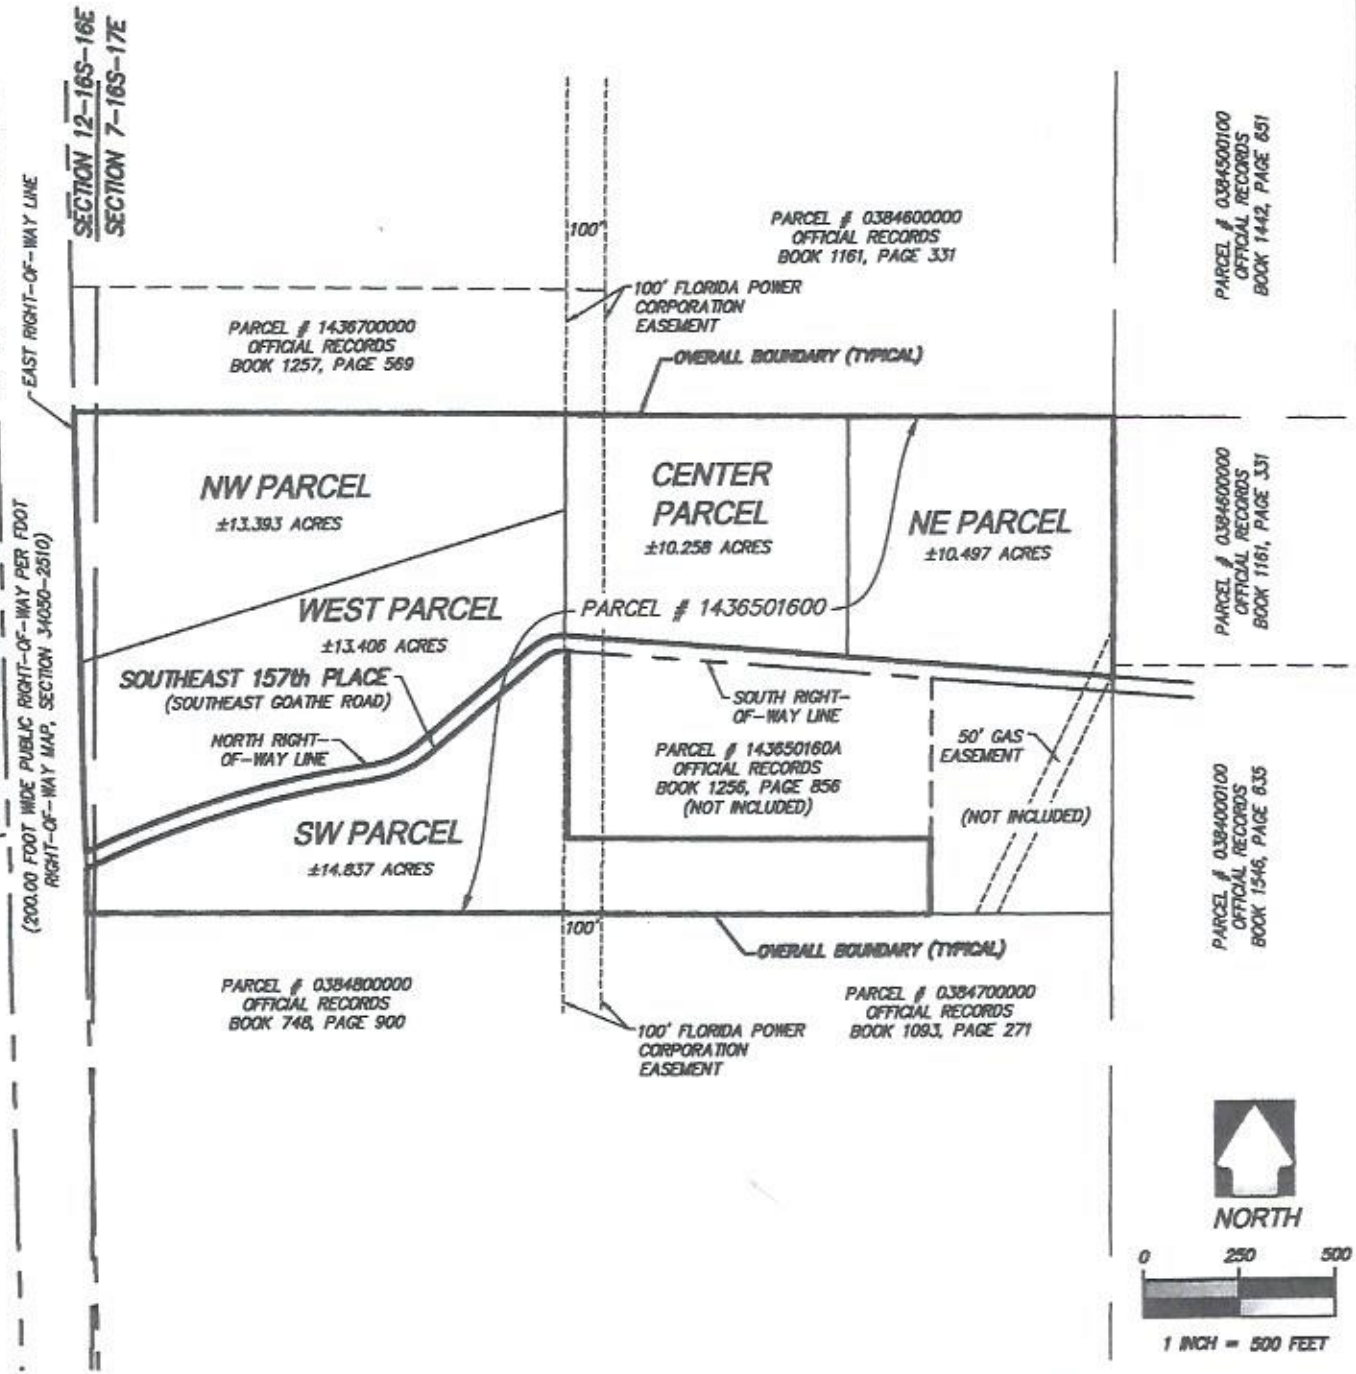 SECTION 12-16S-16E
SECTION 7-16S-17E
EAST RIGHT-OF-WAY LINE
100'
PARCEL # 0384600000
OFFICIAL RECORDS
BOOK 1161, PAGE 331
PARCEL # 0384500100
OFFICIAL RECORDS
BOOK 1442, PAGE 651
100' FLORIDA POWER
CORPORATION
EASEMENT
PARCEL # 1436700000
OFFICIAL RECORDS
BOOK 1257, PAGE 569
OVERALL BOUNDARY (TYPICAL)
NW PARCEL
±13.393 ACRES
CENTER
PARCEL
±10.258 ACRES
NE PARCEL
±10.497 ACRES
PARCEL # 0384600000
OFFICIAL RECORDS
BOOK 1161, PAGE 331
(200.00 FOOT WIDE PUBLIC RIGHT-OF-WAY PER FDOT
RIGHT-OF-WAY MAP, SECTION 34050-2510)
WEST PARCEL
±13.406 ACRES
PARCEL # 1436501600
SOUTHEAST 157th PLACE
(SOUTHEAST GOATHE ROAD)
NORTH RIGHT-
OF-WAY LINE
SOUTH RIGHT-
OF-WAY LINE
PARCEL # 143650160A
OFFICIAL RECORDS
BOOK 1256, PAGE 856
(NOT INCLUDED)
50' GAS
EASEMENT
(NOT INCLUDED)
SW PARCEL
±14.837 ACRES
PARCEL # 0384000100
OFFICIAL RECORDS
BOOK 1546, PAGE 635
100'
OVERALL BOUNDARY (TYPICAL)
PARCEL # 0384800000
OFFICIAL RECORDS
BOOK 748, PAGE 900
PARCEL # 0384700000
OFFICIAL RECORDS
BOOK 1093, PAGE 271
100' FLORIDA POWER
CORPORATION
EASEMENT
NORTH
0 250 500
1 INCH = 500 FEET